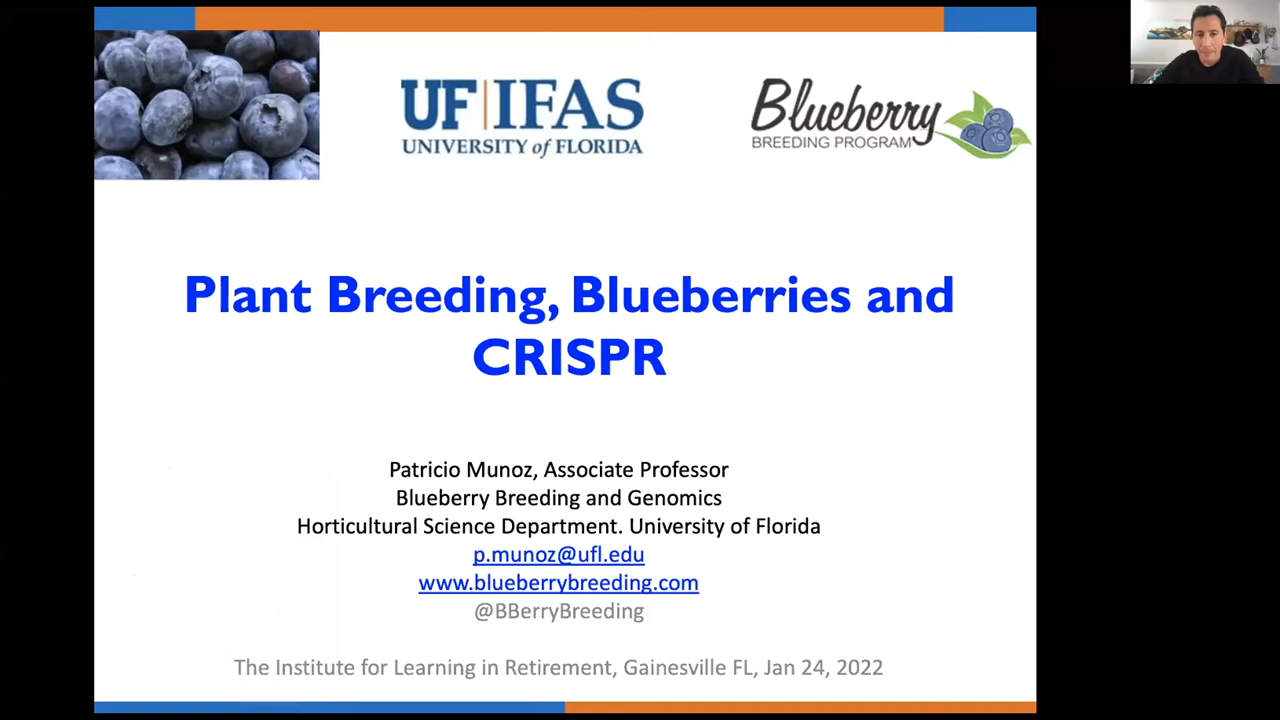 UF|IFAS
UNIVERSITY of FLORIDA
Blueberry
BREEDING PROGRAM
Plant Breeding, Blueberries and
CRISPR
Patricio Munoz, Associate Professor
Blueberry Breeding and Genomics
Horticultural Science Department. University of Florida
p.munoz@ufl.edu
www.blueberrybreeding.com
@BBerryBreeding
The Institute for Learning in Retirement, Gainesville FL, Jan 24, 2022